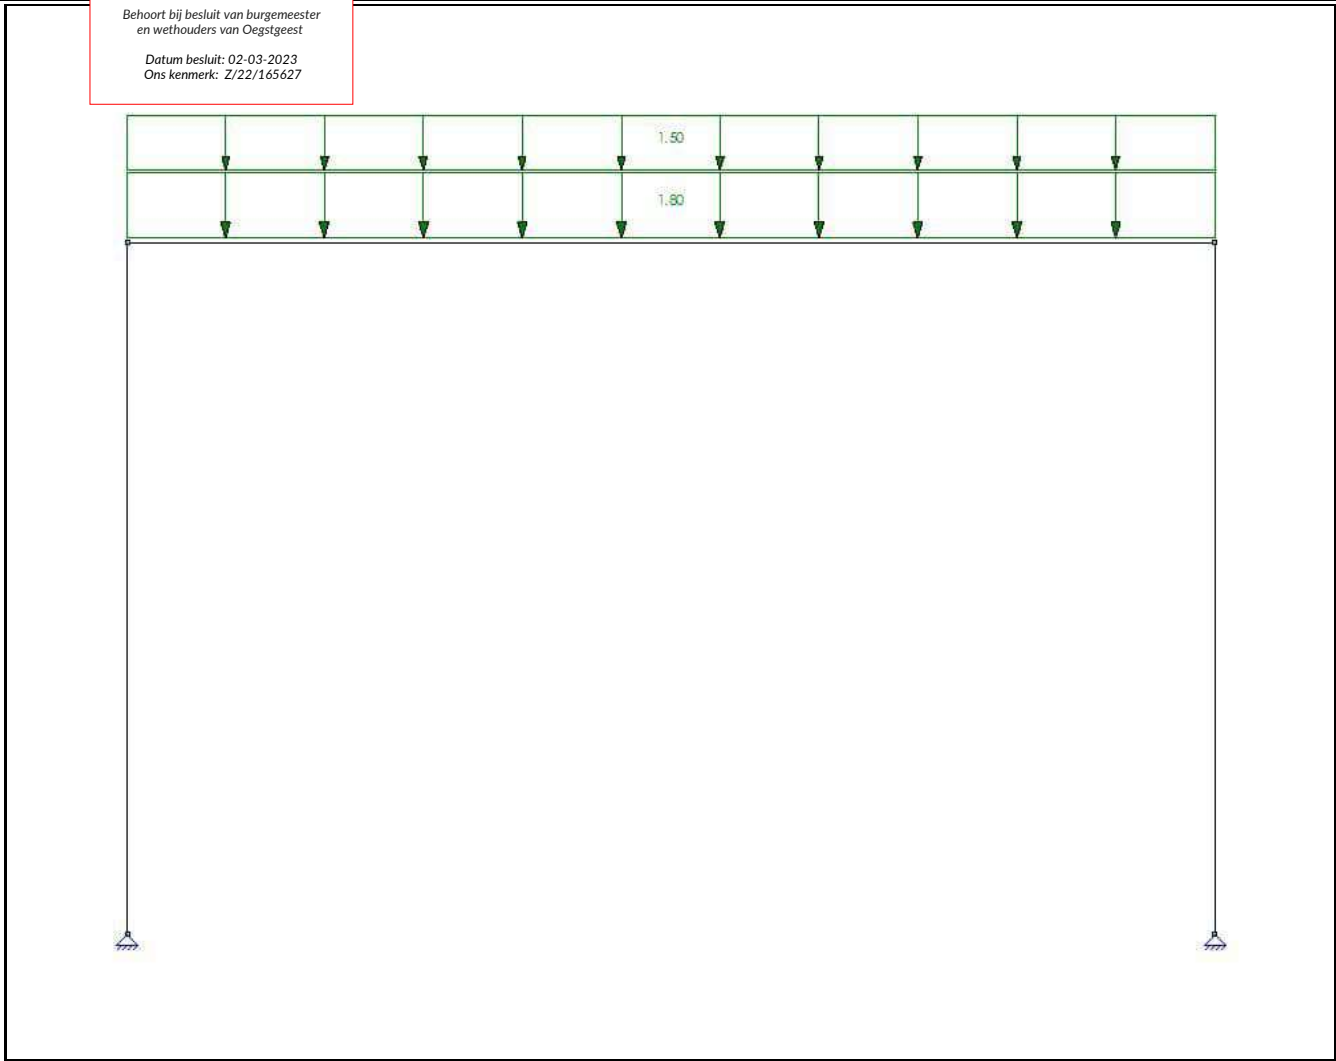 Behoort bij besluit van burgemeester
en wethouders van Oegstgeest
Datum besluit: 02-03-2023
Ons kenmerk: Z/22/165627
1.50
1.80